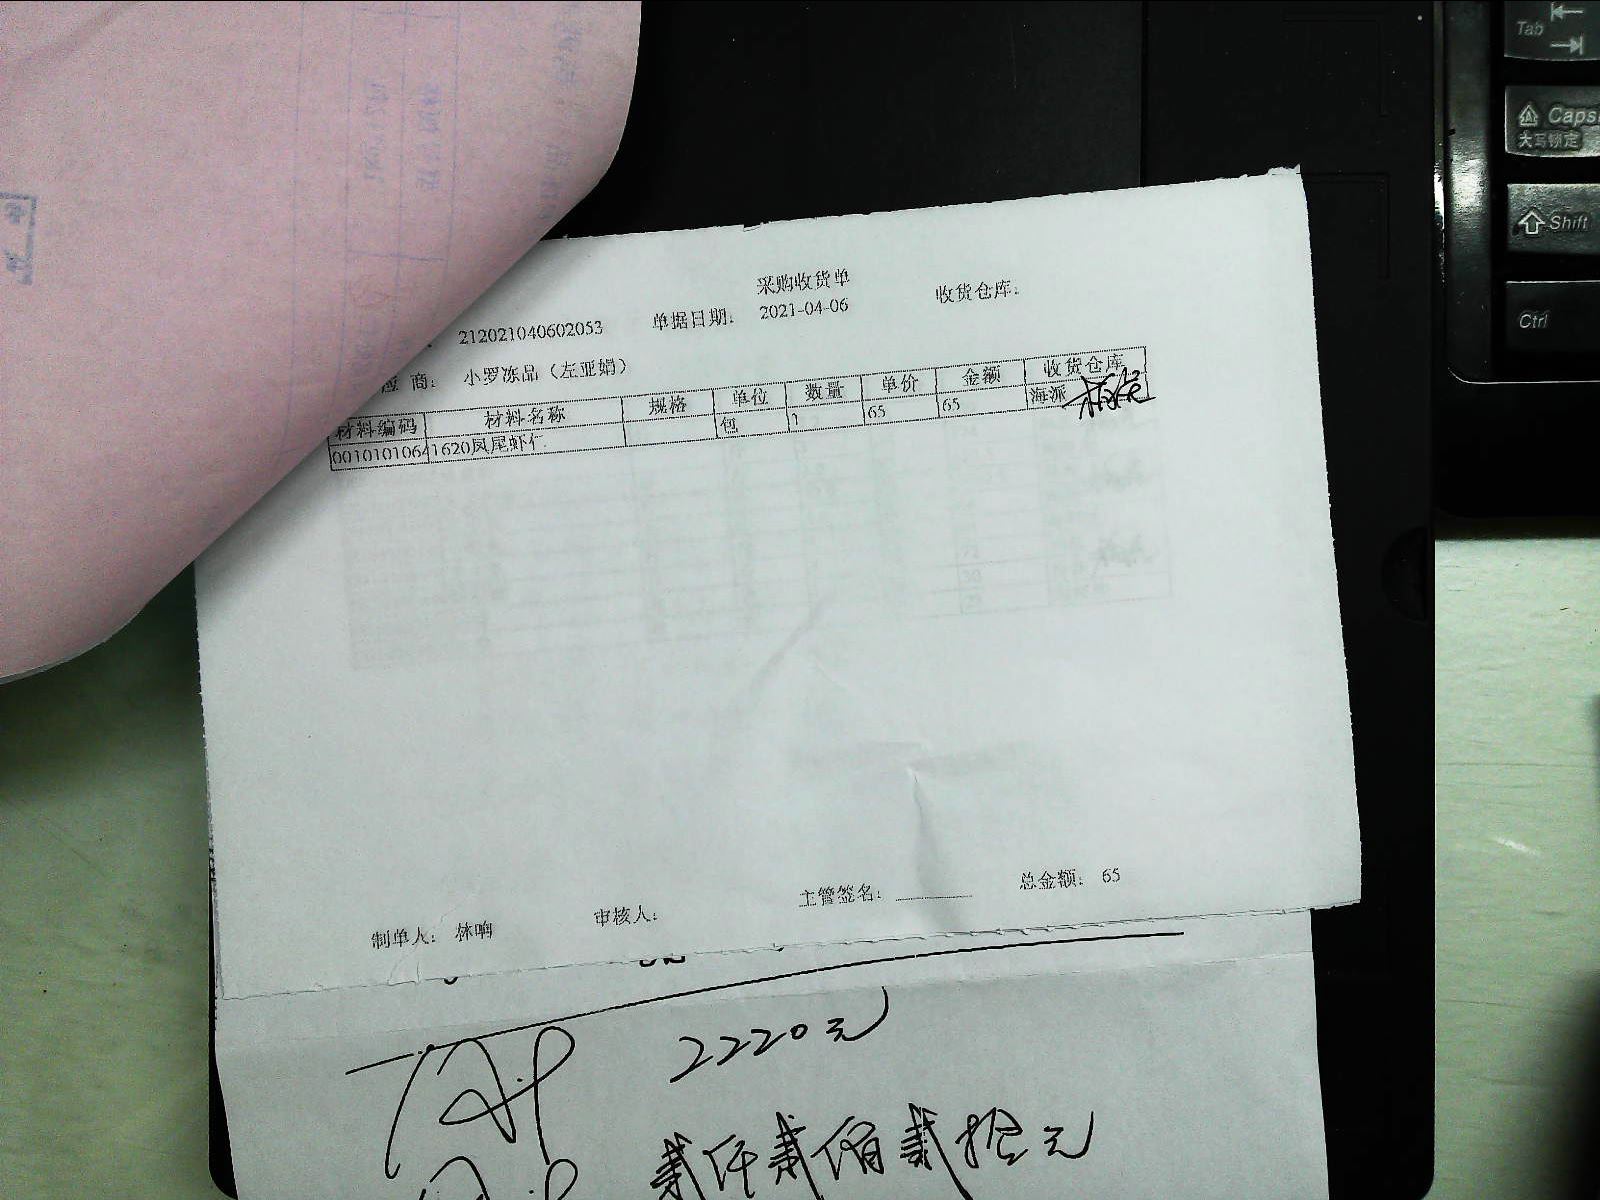 采购收货单
212021040602053 单据日期: 2021-04-06 收货仓库:
应 商: 小罗冻品（左亚娟）
材料编码 材料名称 规格 单位 数量 单价 金额 收货仓库
0010101064 1620凤尾虾仁 包 1 65 65 海派
制单人: 林响 审核人: 主管签名: 总金额: 65
2220元
贰仟贰佰贰拾元
Tab
Caps
大写锁定
Shift
Ctrl